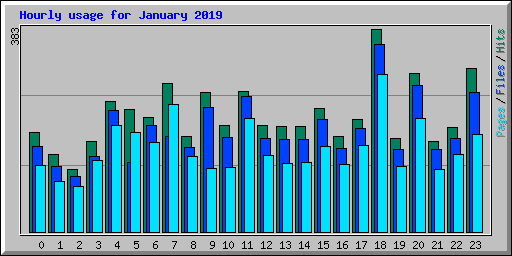 Hourly usage for January 2019
383
Pages / Files / Hits
0 1 2 3 4 5 6 7 8 9 10 11 12 13 14 15 16 17 18 19 20 21 22 23